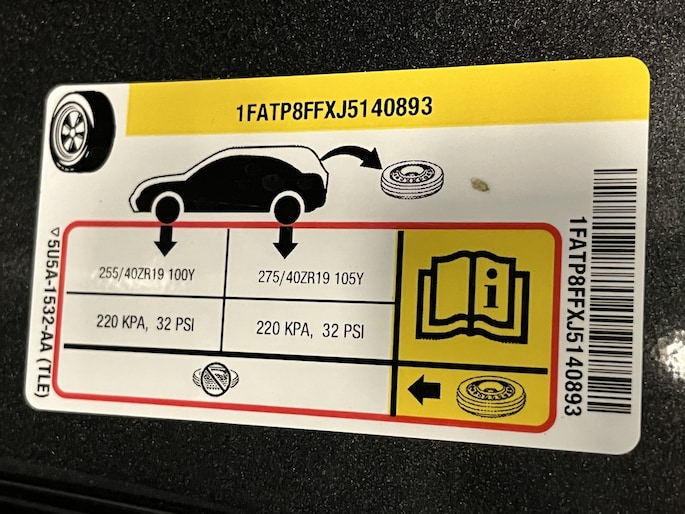 1FATP8FFXJ5140893
255/40ZR19 100Y
275/40ZR19 105Y
220 KPA, 32 PSI
220 KPA, 32 PSI
i
5U5A-1532-AA (TLE)
1FATP8FFXJ5140893